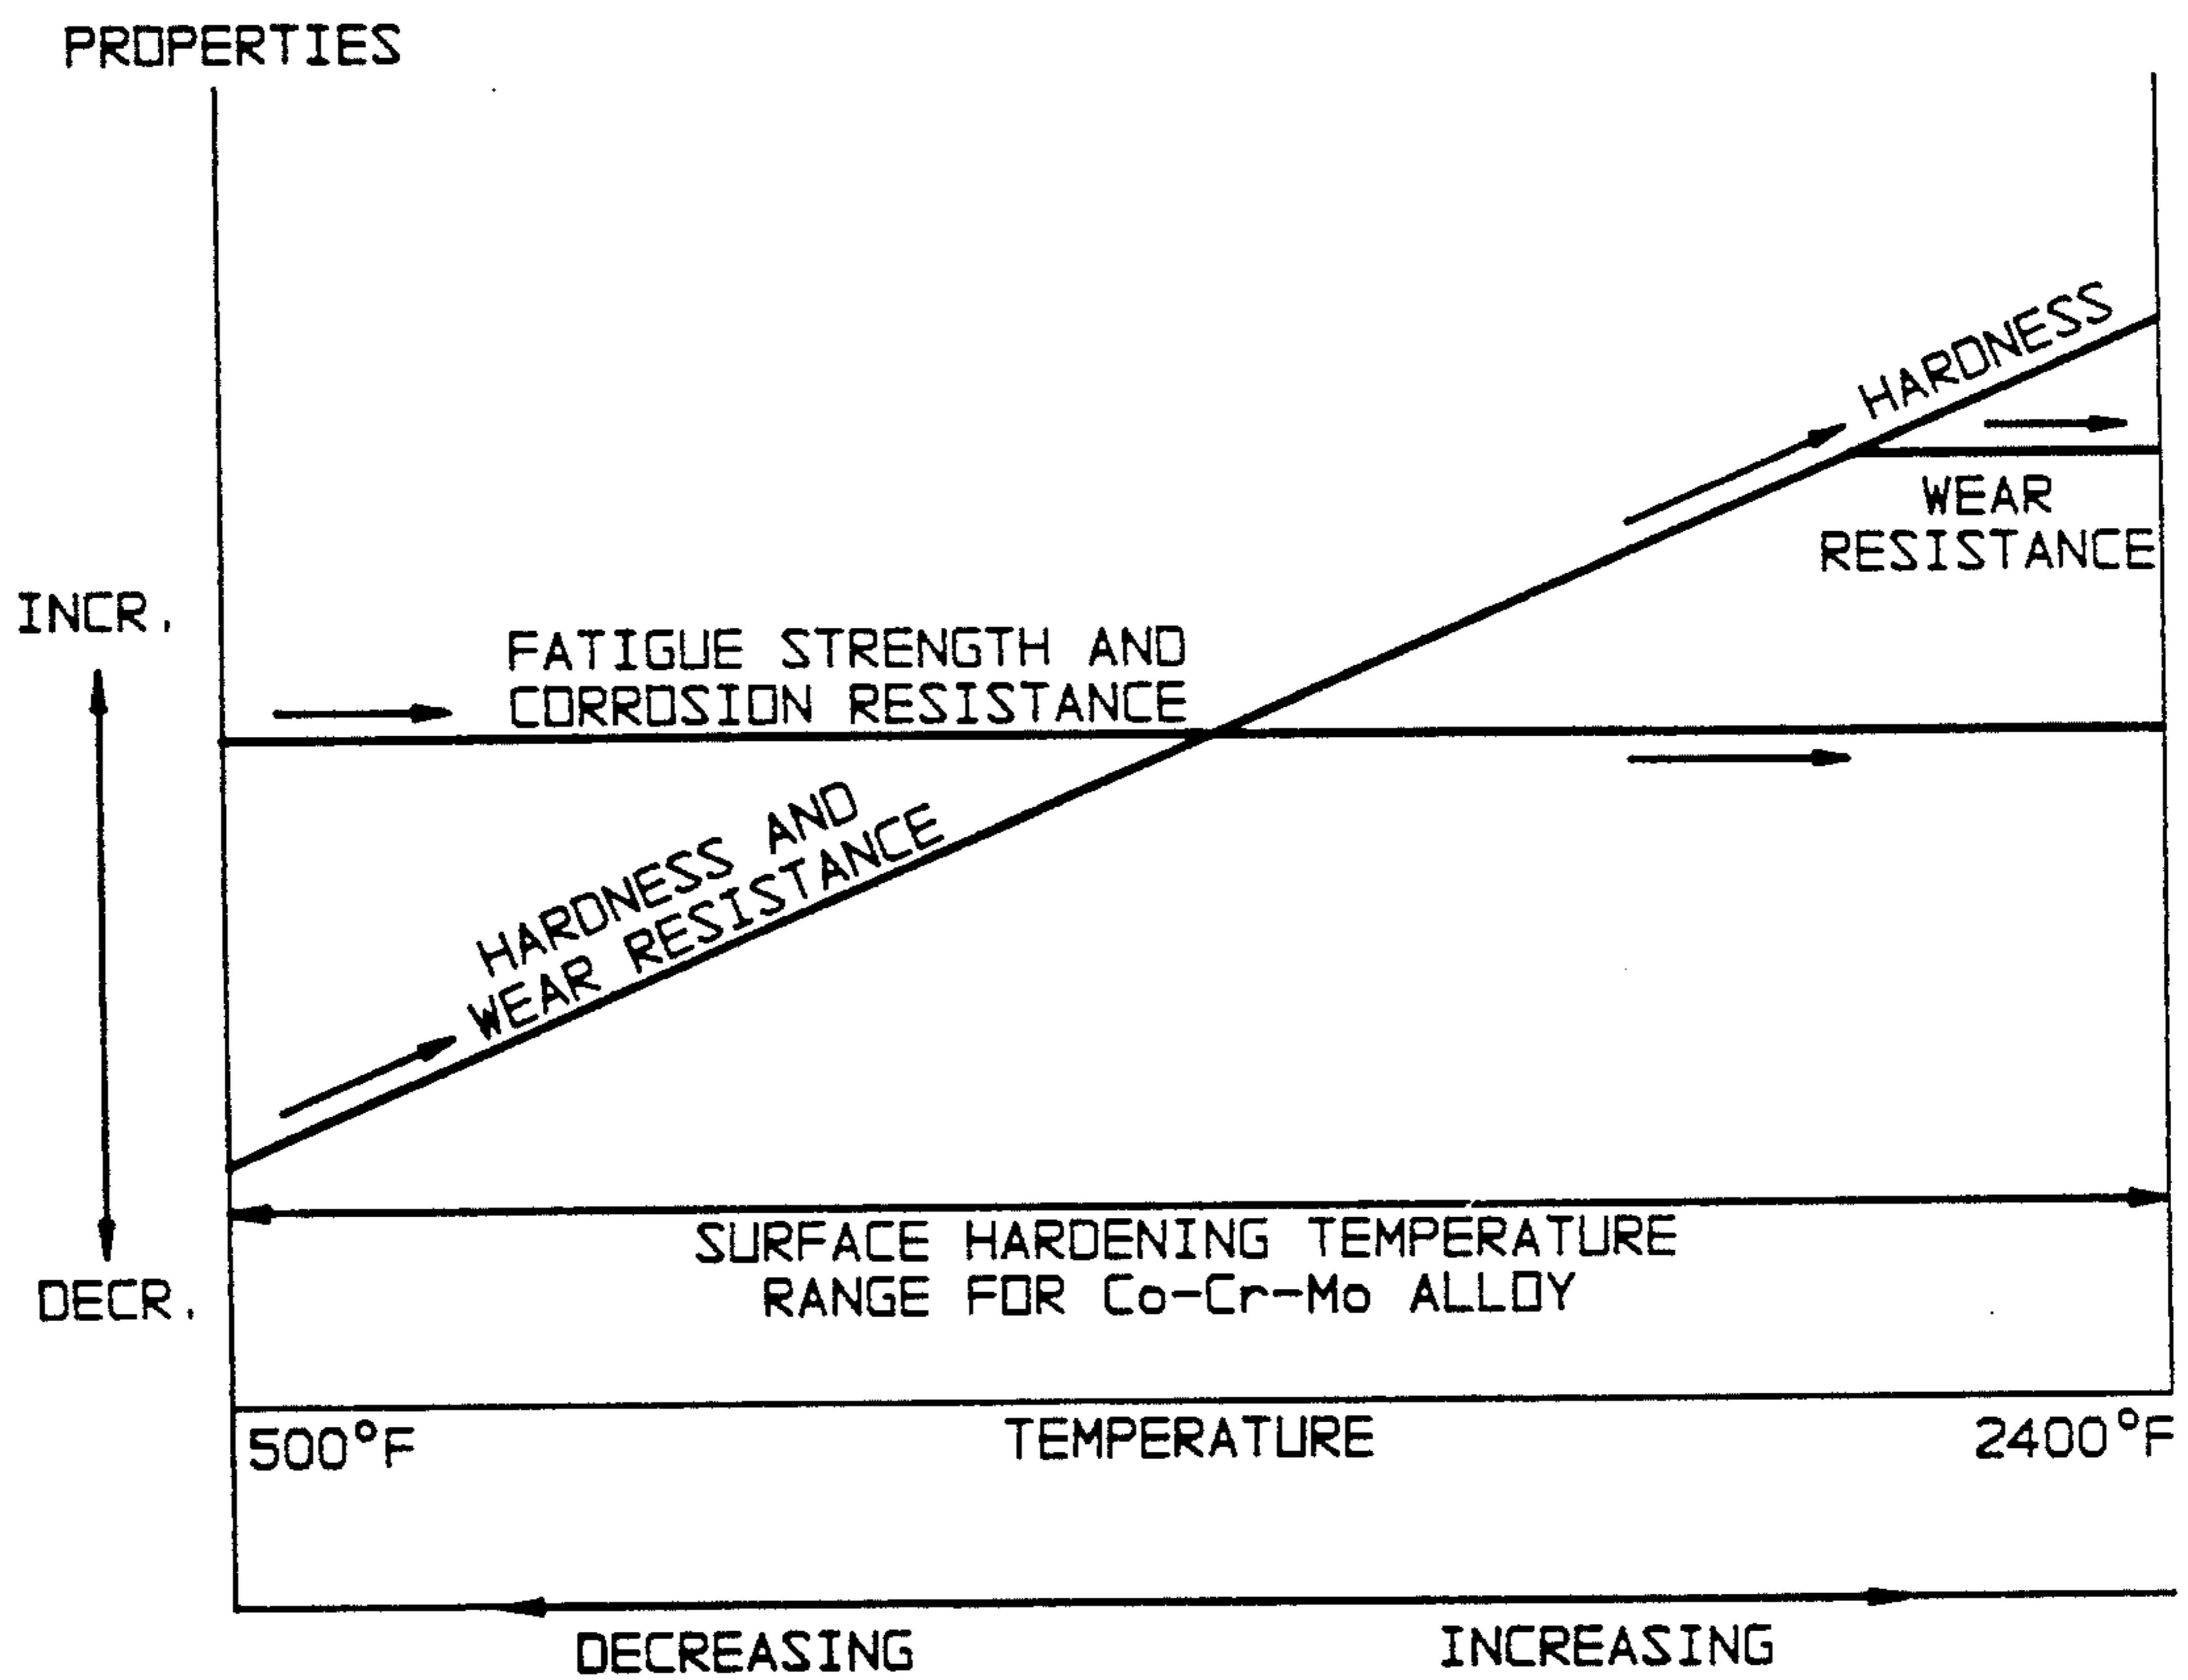 PROPERTIES
HARDNESS
WEAR
RESISTANCE
INCR.
FATIGUE STRENGTH AND
CORROSION RESISTANCE
HARDNESS AND
WEAR RESISTANCE
SURFACE HARDENING TEMPERATURE
RANGE FOR Co-Cr-Mo ALLOY
DECR.
500°F
TEMPERATURE
2400°F
DECREASING
INCREASING